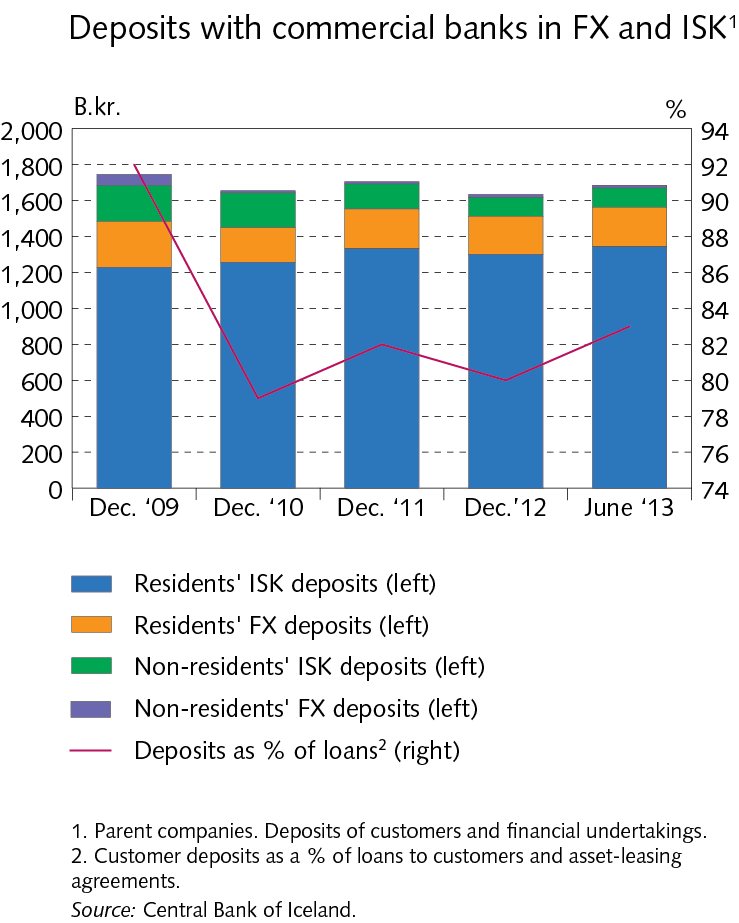 Deposits with commercial banks in FX and ISK¹
B.kr.
%
2,000
1,800
1,600
1,400
1,200
1,000
800
600
400
200
0
94
92
90
88
86
84
82
80
78
76
74
Dec. ‘09 Dec. ‘10 Dec. ‘11 Dec.’12 June ‘13
Residents' ISK deposits (left)
Residents' FX deposits (left)
Non-residents' ISK deposits (left)
Non-residents' FX deposits (left)
Deposits as % of loans² (right)
1. Parent companies. Deposits of customers and financial undertakings.
2. Customer deposits as a % of loans to customers and asset-leasing
agreements.
Source: Central Bank of Iceland.